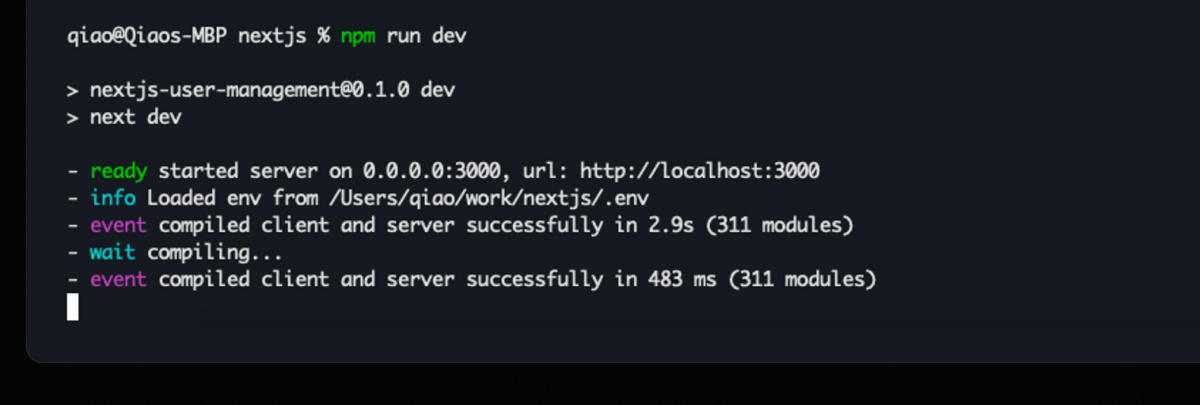 qiao@Qiaos-MBP nextjs % npm run dev
> nextjs-user-management@0.1.0 dev
> next dev
- ready started server on 0.0.0.0:3000, url: http://localhost:3000
- info Loaded env from /Users/qiao/work/nextjs/.env
- event compiled client and server successfully in 2.9s (311 modules)
- wait compiling...
- event compiled client and server successfully in 483 ms (311 modules)